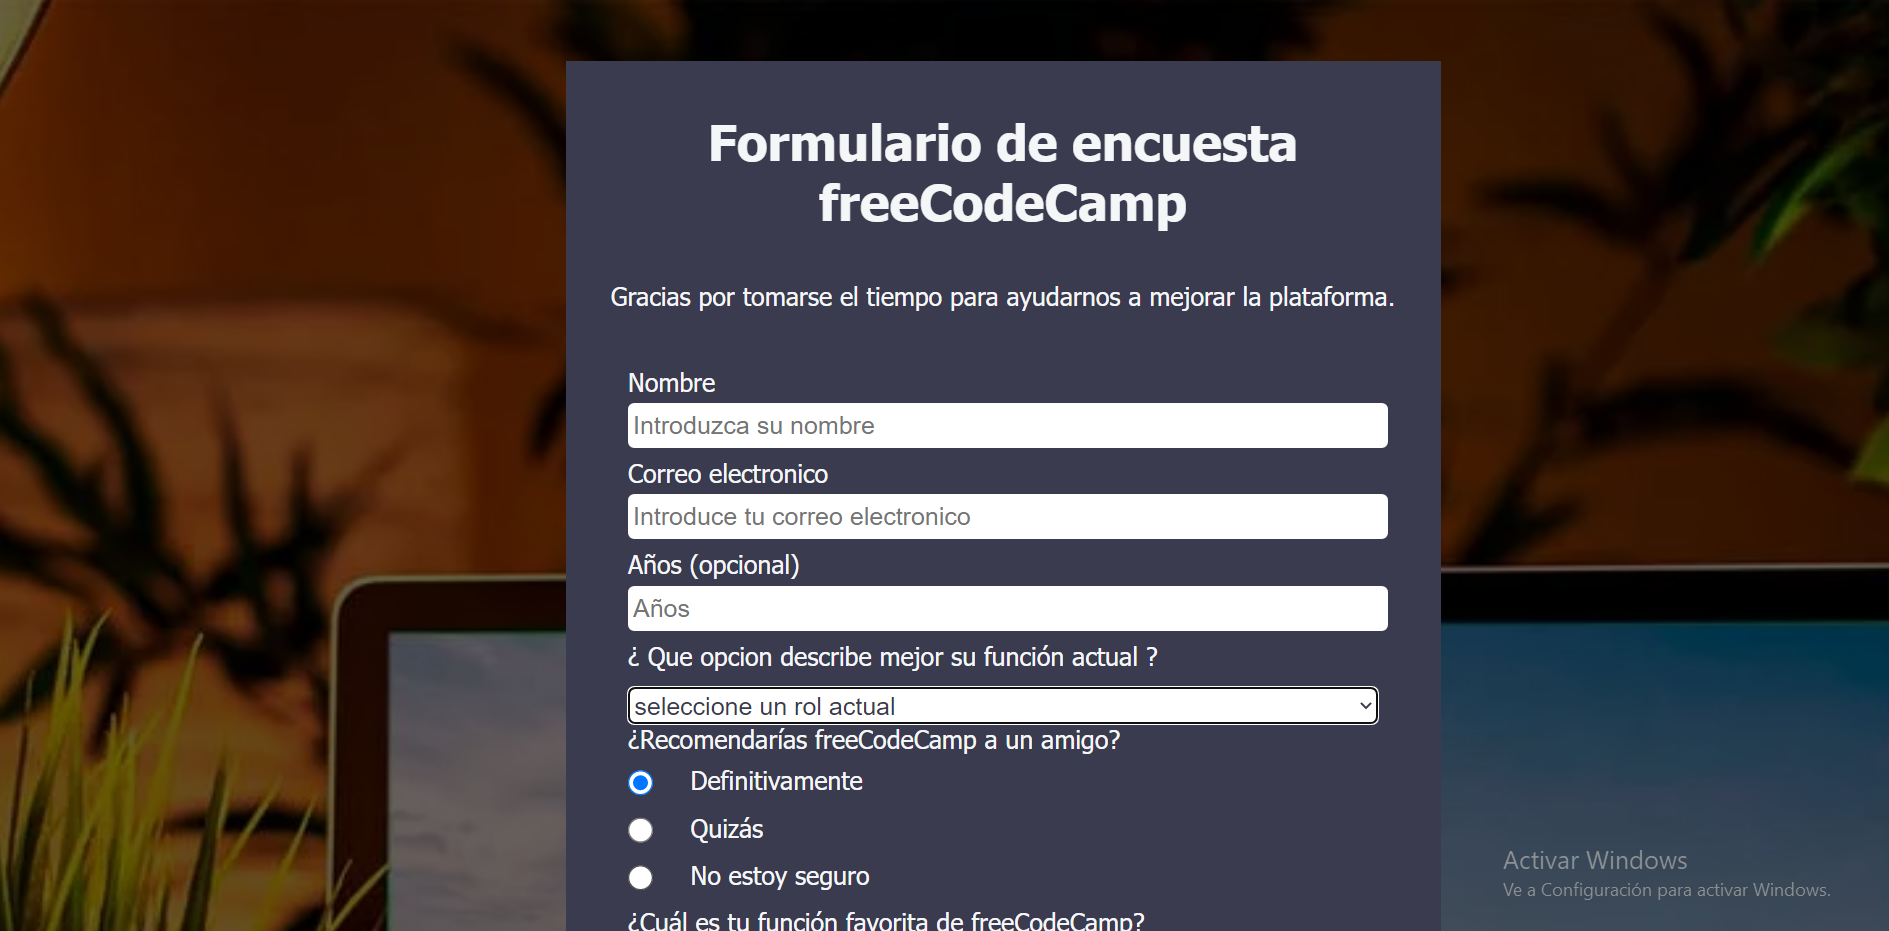 Formulario de encuesta
freeCodeCamp
Gracias por tomarse el tiempo para ayudarnos a mejorar la plataforma.
Nombre
Introduzca su nombre
Correo electronico
Introduce tu correo electronico
Años (opcional)
Años
¿ Que opcion describe mejor su función actual ?
seleccione un rol actual
¿Recomendarías freeCodeCamp a un amigo?
Definitivamente
Quizás
No estoy seguro
¿Cuál es tu función favorita de freeCodeCamp?
Activar Windows
Ve a Configuración para activar Windows.